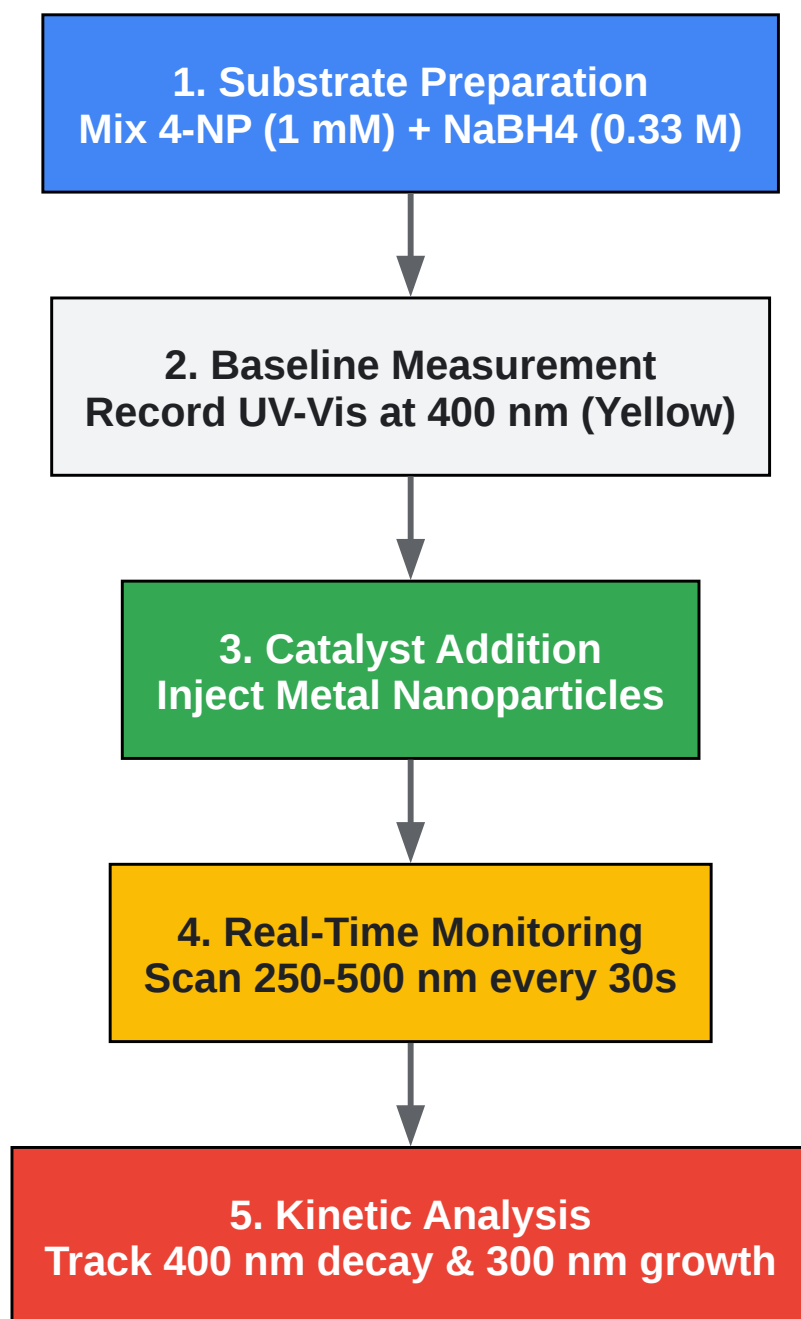 1. Substrate Preparation
Mix 4-NP (1 mM) + NaBH4 (0.33 M)
2. Baseline Measurement
Record UV-Vis at 400 nm (Yellow)
3. Catalyst Addition
Inject Metal Nanoparticles
4. Real-Time Monitoring
Scan 250-500 nm every 30s
5. Kinetic Analysis
Track 400 nm decay & 300 nm growth